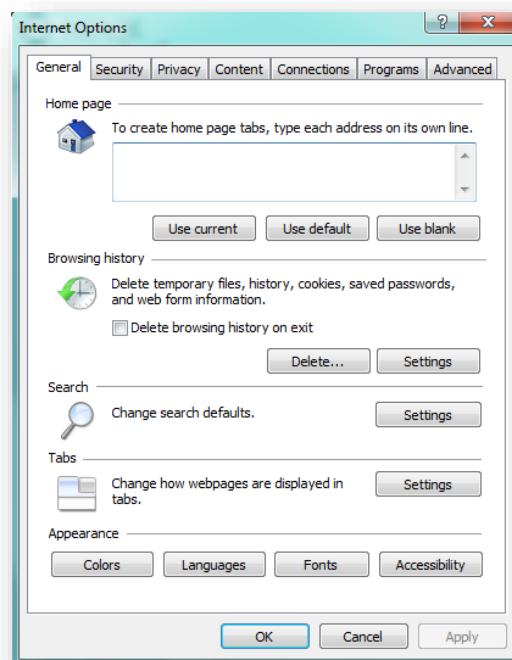 Internet Options
?
General Security Privacy Content Connections Programs Advanced
Home page
To create home page tabs, type each address on its own line.
Use current Use default Use blank
Browsing history
Delete temporary files, history, cookies, saved passwords,
and web form information.
Delete browsing history on exit
Delete... Settings
Search
Change search defaults. Settings
Tabs
Change how webpages are displayed in
tabs. Settings
Appearance
Colors Languages Fonts Accessibility
OK Cancel Apply